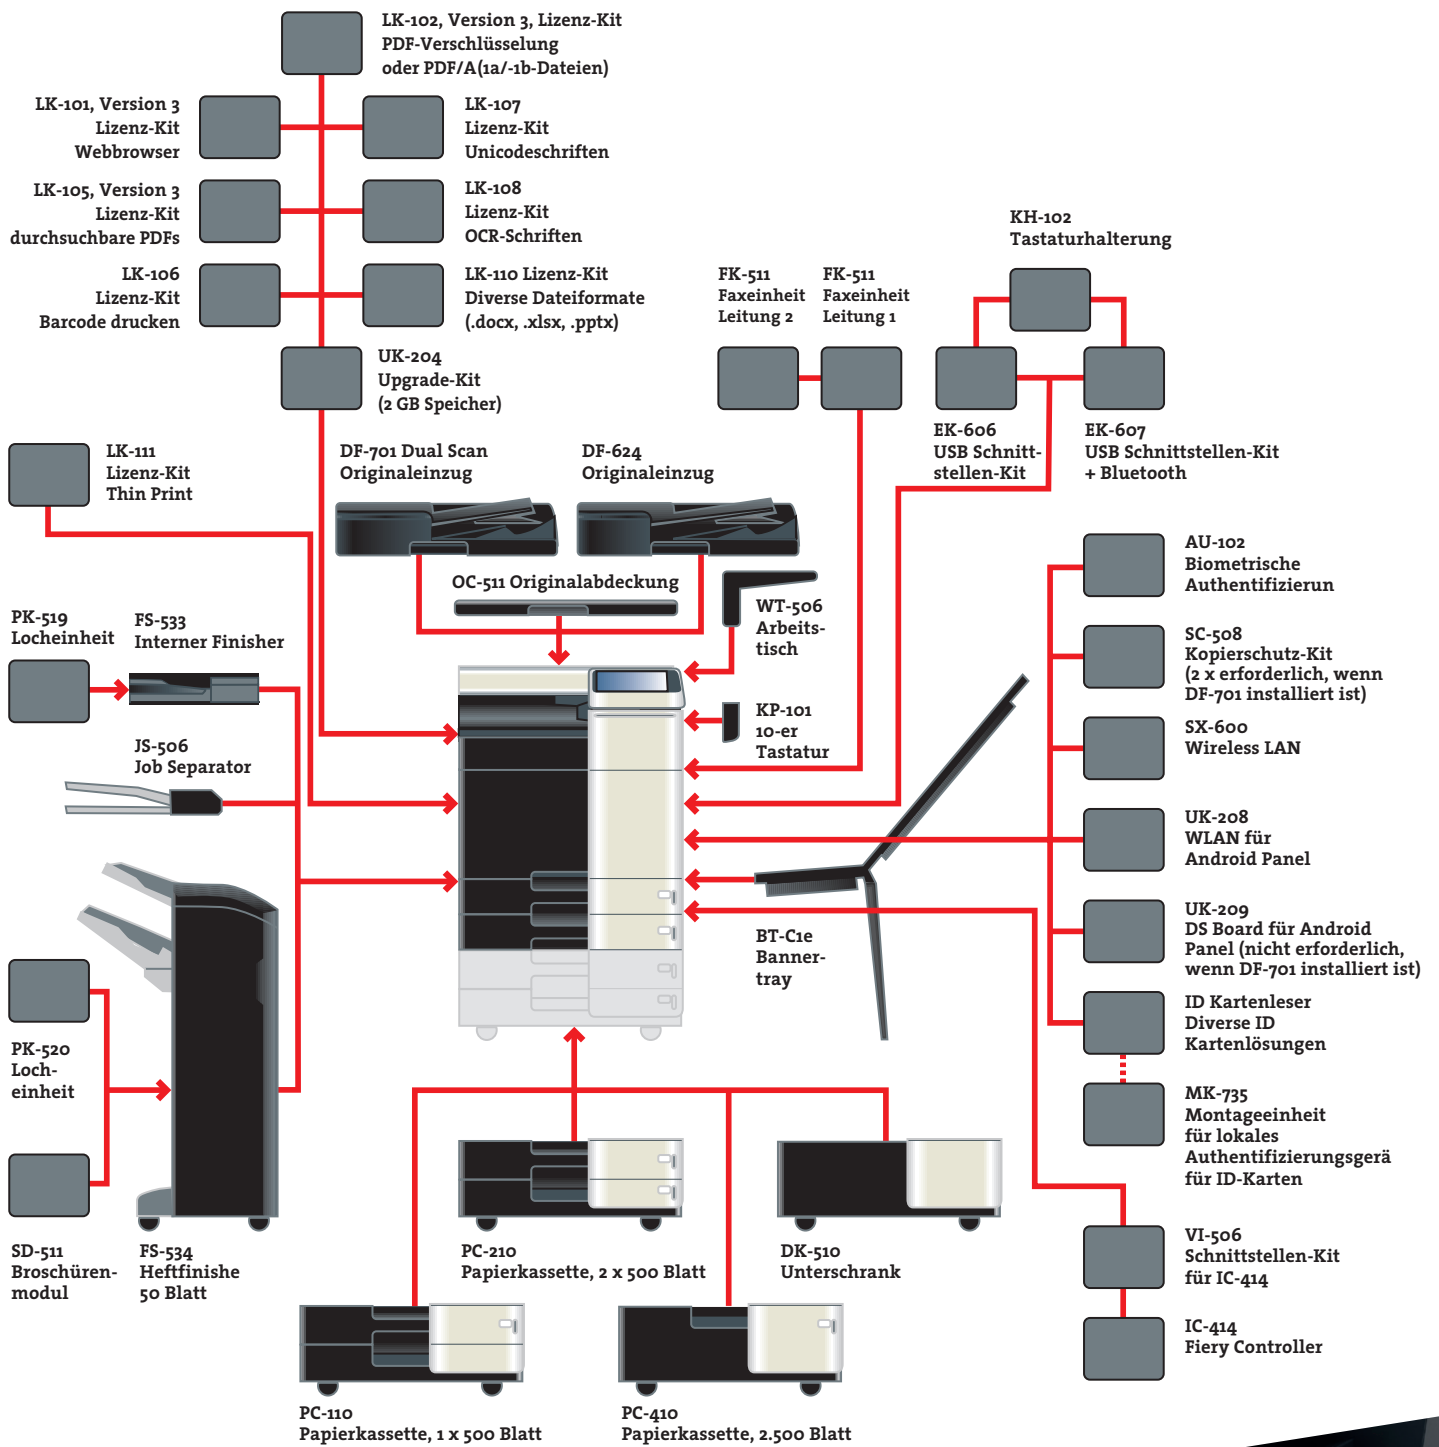 LK-102, Version 3, Lizenz-Kit
PDF-Verschlüsselung
oder PDF/A(1a/-1b-Dateien)
LK-101, Version 3
Lizenz-Kit
Webbrowser
LK-107
Lizenz-Kit
Unicodeschriften
LK-105, Version 3
Lizenz-Kit
durchsuchbare PDFs
LK-108
Lizenz-Kit
OCR-Schriften
LK-106
Lizenz-Kit
Barcode drucken
LK-110 Lizenz-Kit
Diverse Dateiformate
(.docx, .xlsx, .pptx)
UK-204
Upgrade-Kit
(2 GB Speicher)
FK-511
Faxeinheit
Leitung 2
FK-511
Faxeinheit
Leitung 1
KH-102
Tastaturhalterung
EK-606
USB Schnitt-
stellen-Kit
EK-607
USB Schnittstellen-Kit
+ Bluetooth
LK-111
Lizenz-Kit
Thin Print
DF-701 Dual Scan
Originaleinzug
DF-624
Originaleinzug
OC-511 Originalabdeckung
WT-506
Arbeits-
tisch
KP-101
10-er
Tastatur
PK-519
Locheinheit
FS-533
Interner Finisher
JS-506
Job Separator
AU-102
Biometrische
Authentifizierun
SC-508
Kopierschutz-Kit
(2 x erforderlich, wenn
DF-701 installiert ist)
SX-600
Wireless LAN
UK-208
WLAN für
Android Panel
UK-209
DS Board für Android
Panel (nicht erforderlich,
wenn DF-701 installiert ist)
BT-C1e
Banner-
tray
ID Kartenleser
Diverse ID
Kartenlösungen
MK-735
Montageeinheit
für lokales
Authentifizierungsgerä
für ID-Karten
PK-520
Loch-
einheit
SD-511
Broschüren-
modul
FS-534
Heftfinishe
50 Blatt
PC-210
Papierkassette, 2 x 500 Blatt
DK-510
Unterschrank
VI-506
Schnittstellen-Kit
für IC-414
IC-414
Fiery Controller
PC-110
Papierkassette, 1 x 500 Blatt
PC-410
Papierkassette, 2.500 Blatt